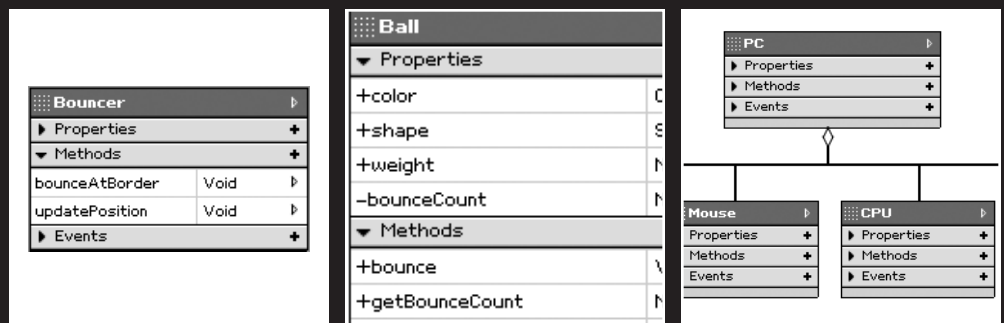 Bouncer
Properties +
Methods +
bounceAtBorder Void
updatePosition Void
Events +
Ball
Properties
+color
+shape
+weight
-bounceCount
Methods
+bounce
+getBounceCount
PC
Properties +
Methods +
Events +
Mouse
Properties +
Methods +
Events +
CPU
Properties +
Methods +
Events +